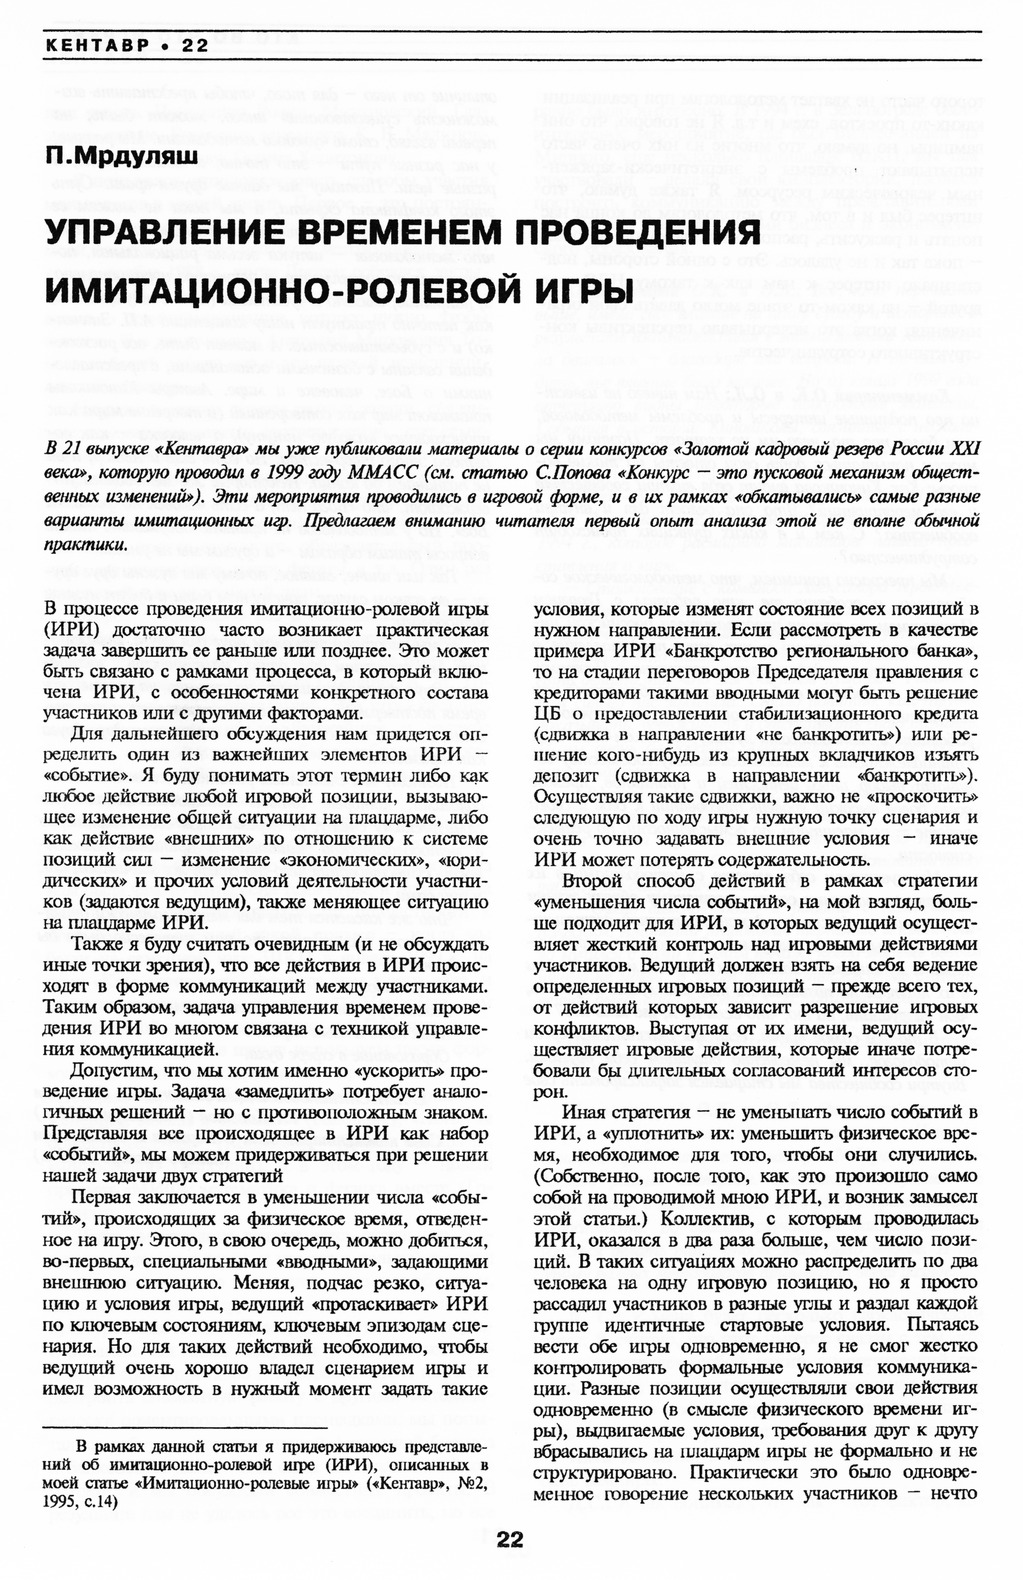 КЕНТАВР • 22
П.Мрдуляш
УПРАВЛЕНИЕ ВРЕМЕНЕМ ПРОВЕДЕНИЯ
ИМИТАЦИОННО-РОЛЕВОЙ ИГРЫ
В 21 выпуске «Кентавра» мы уже публиковали материалы о серии конкурсов «Золотой кадровый резерв России XXI
века», которую проводил в 1999 году ММАСС (см. статью С.Попова «Конкурс — это пусковой механизм общест-
венных изменений»). Эти мероприятия проводились в игровой форме, и в их рамках «обкатывались» самые разные
варианты имитационных игр. Предлагаем вниманию читателя первый опыт анализа этой не вполне обычной
практики.
В процессе проведения имитационно-ролевой игры
(ИРИ) достаточно часто возникает практическая
задача завершить ее раньше или позднее. Это может
быть связано с рамками процесса, в который вклю-
чена ИРИ, с особенностями конкретного состава
участников или с другими факторами.
Для дальнейшего обсуждения нам придется оп-
ределить один из важнейших элементов ИРИ —
«событие». Я буду понимать этот термин либо как
любое действие любой игровой позиции, вызываю-
щее изменение общей ситуации на плацдарме, либо
как действие «внешних» по отношению к системе
позиций сил — изменение «экономических», «юри-
дических» и прочих условий деятельности участни-
ков (задаются ведущим), также меняющее ситуацию
на плацдарме ИРИ.
Также я буду считать очевидным (и не обсуждать
иные точки зрения), что все действия в ИРИ проис-
ходят в форме коммуникаций между участниками.
Таким образом, задача управления временем прове-
дения ИРИ во многом связана с техникой управле-
ния коммуникацией.
Допустим, что мы хотим именно «ускорить» про-
ведение игры. Задача «замедлить» потребует анало-
гичных решений — но с противоположным знаком.
Представляя все происходящее в ИРИ как набор
«событий», мы можем придерживаться при решении
нашей задачи двух стратегий
Первая заключается в уменьшении числа «собы-
тий», происходящих за физическое время, отведен-
ное на игру. Этого, в свою очередь, можно добиться,
во-первых, специальными «вводными», задающими
внешнюю ситуацию. Меняя, подчас резко, ситуа-
цию и условия игры, ведущий «протаскивает» ИРИ
по ключевым состояниям, ключевым эпизодам сце-
нария. Но для таких действий необходимо, чтобы
ведущий очень хорошо владел сценарием игры и
имел возможность в нужный момент задать такие
В рамках данной статьи я придерживаюсь представле-
ний об имитационно-ролевой игре (ИРИ), описанных в
моей статье «Имитационно-ролевые игры» («Кентавр», №2,
1995, с.14)
условия, которые изменят состояние всех позиций в
нужном направлении. Если рассмотреть в качестве
примера ИРИ «Банкротство регионального банка»,
то на стадии переговоров Председателя правления с
кредиторами такими вводными могут быть решение
ЦБ о предоставлении стабилизационного кредита
(сдвижка в направлении «не банкротить») или ре-
шение кого-нибудь из крупных вкладчиков изъять
депозит (сдвижка в направлении «банкротить»).
Осуществляя такие сдвижки, важно не «проскочить»
следующую по ходу игры нужную точку сценария и
очень точно задавать внешние условия — иначе
ИРИ может потерять содержательность.
Второй способ действий в рамках стратегии
«уменьшения числа событий», на мой взгляд, боль-
ше подходит для ИРИ, в которых ведущий осущест-
вляет жесткий контроль над игровыми действиями
участников. Ведущий должен взять на себя ведение
определенных игровых позиций — прежде всего тех,
от действий которых зависит разрешение игровых
конфликтов. Выступая от их имени, ведущий осу-
ществляет игровые действия, которые иначе потре-
бовали бы длительных согласований интересов сто-
рон.
Иная стратегия — не уменьшать число событий в
ИРИ, а «уплотнить» их: уменьшить физическое вре-
мя, необходимое для того, чтобы они случились.
(Собственно, после того, как это произошло само
собой на проводимой мною ИРИ, и возник замысел
этой статьи.) Коллектив, с которым проводилась
ИРИ, оказался в два раза больше, чем число пози-
ций. В таких ситуациях можно распределить по два
человека на одну игровую позицию, но я просто
рассадил участников в разные углы и раздал каждой
группе идентичные стартовые условия. Пытаясь
вести обе игры одновременно, я не смог жестко
контролировать формальные условия коммуника-
ции. Разные позиции осуществляли свои действия
одновременно (в смысле физического времени иг-
ры), выдвигаемые условия, требования друг к другу
вбрасывались на плацдарм игры не формально и не
структурировано. Практически это было одновре-
менное говорение нескольких участников — нечто
22